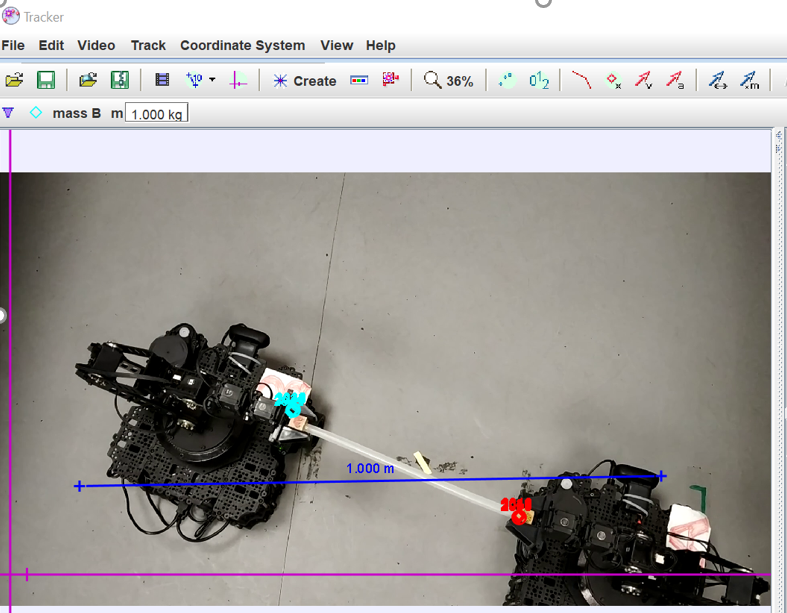 Tracker
File Edit Video Track Coordinate System View Help
Create 36%
mass B m 1.000 kg
1.000 m